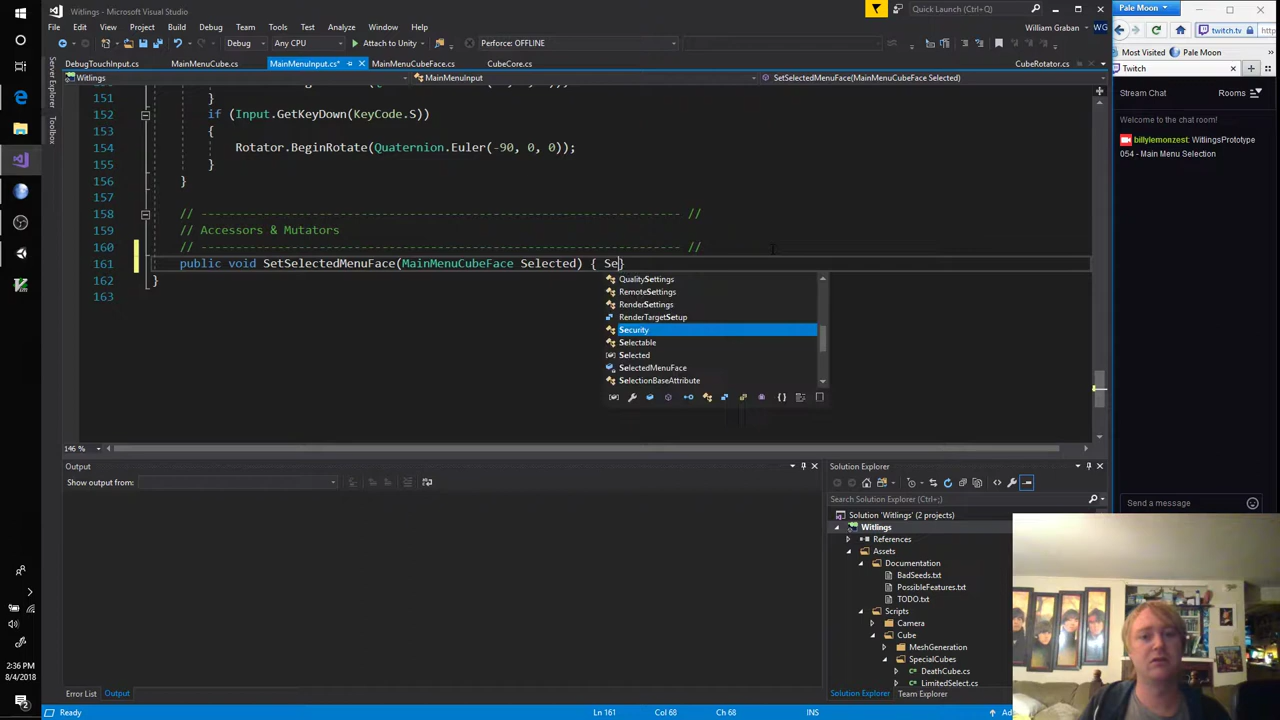 Witlings - Microsoft Visual Studio
Quick Launch (Ctrl+Q)
File Edit View Project Build Debug Team Tools Test Analyze Window Help
William Graban WG
Debug Any CPU Attach to Unity Perforce: OFFLINE
DebugTouchInput.cs MainMenuCube.cs MainMenuInput.cs* MainMenuCubeFace.cs CubeCore.cs CubeRotator.cs
Witlings MainMenuInput SetSelectedMenuFace(MainMenuCubeFace Selected)
151 }
152 if (Input.GetKeyDown(KeyCode.S))
153 {
154 Rotator.BeginRotate(Quaternion.Euler(-90, 0, 0));
155 }
156 }
157
158 // ------------------------------------------------------------------- //
159 // Accessors & Mutators
160 // ------------------------------------------------------------------- //
161 public void SetSelectedMenuFace(MainMenuCubeFace Selected) { Se}
162 }
163
QualitySettings
RemoteSettings
RenderSettings
RenderTargetSetup
Security
Selectable
Selected
SelectedMenuFace
SelectionBaseAttribute
146 %
Server Explorer
Toolbox
Output
Show output from:
Error List Output
Solution Explorer
Search Solution Explorer (Ctrl+;)
Solution 'Witlings' (2 projects)
Witlings
References
Assets
Documentation
BadSeeds.txt
PossibleFeatures.txt
TODO.txt
Scripts
Camera
Cube
MeshGeneration
SpecialCubes
DeathCube.cs
LimitedSelect.cs
Solution Explorer Team Explorer
Ready Ln 161 Col 68 Ch 68 INS
2:36 PM
8/4/2018
2
Pale Moon
twitch.tv
Most Visited Pale Moon
Twitch
Stream Chat Rooms
Welcome to the chat room!
billylemonzest: WitlingsPrototype
054 - Main Menu Selection
Send a message